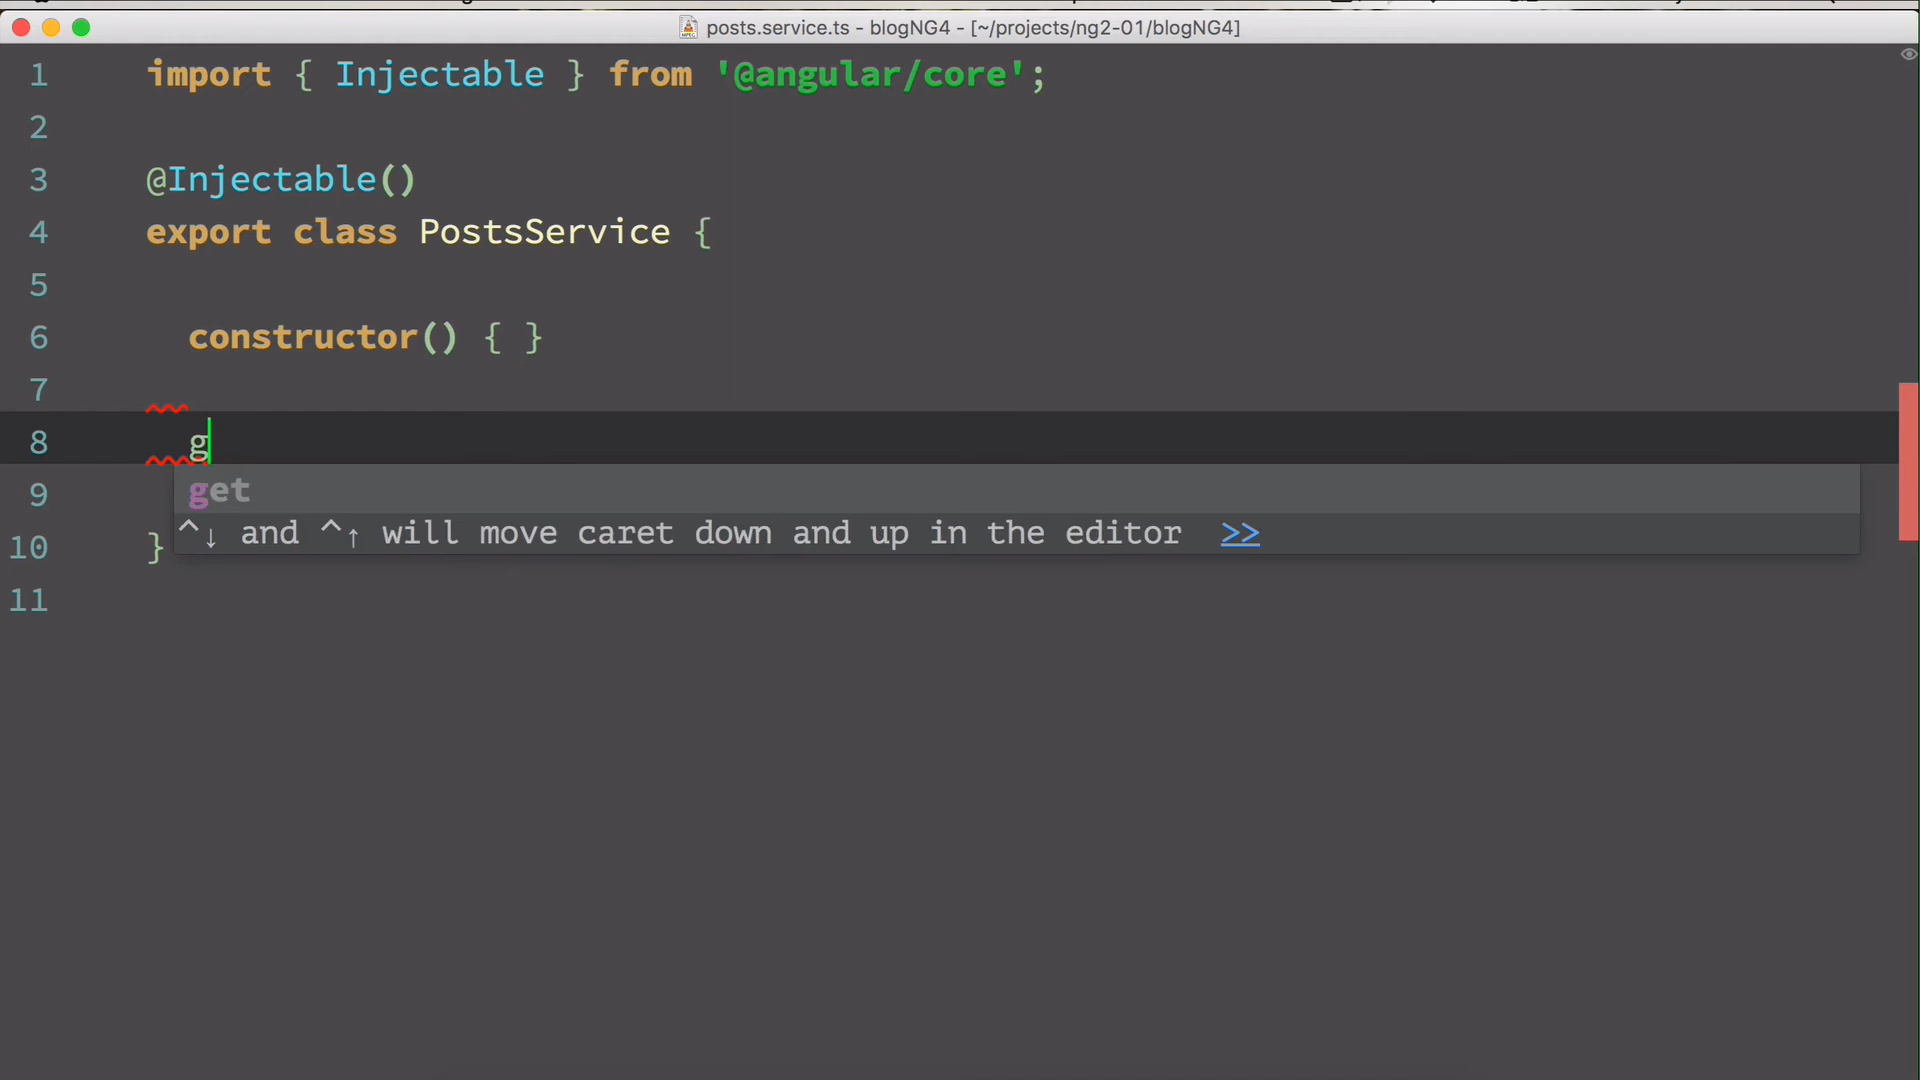 posts.service.ts - blogNG4 - [~/projects/ng2-01/blogNG4]
1 import { Injectable } from '@angular/core';
2
3 @Injectable()
4 export class PostsService {
5
6 constructor() { }
7
8 g
get
9
^↓ and ^↑ will move caret down and up in the editor >>
10 }
11